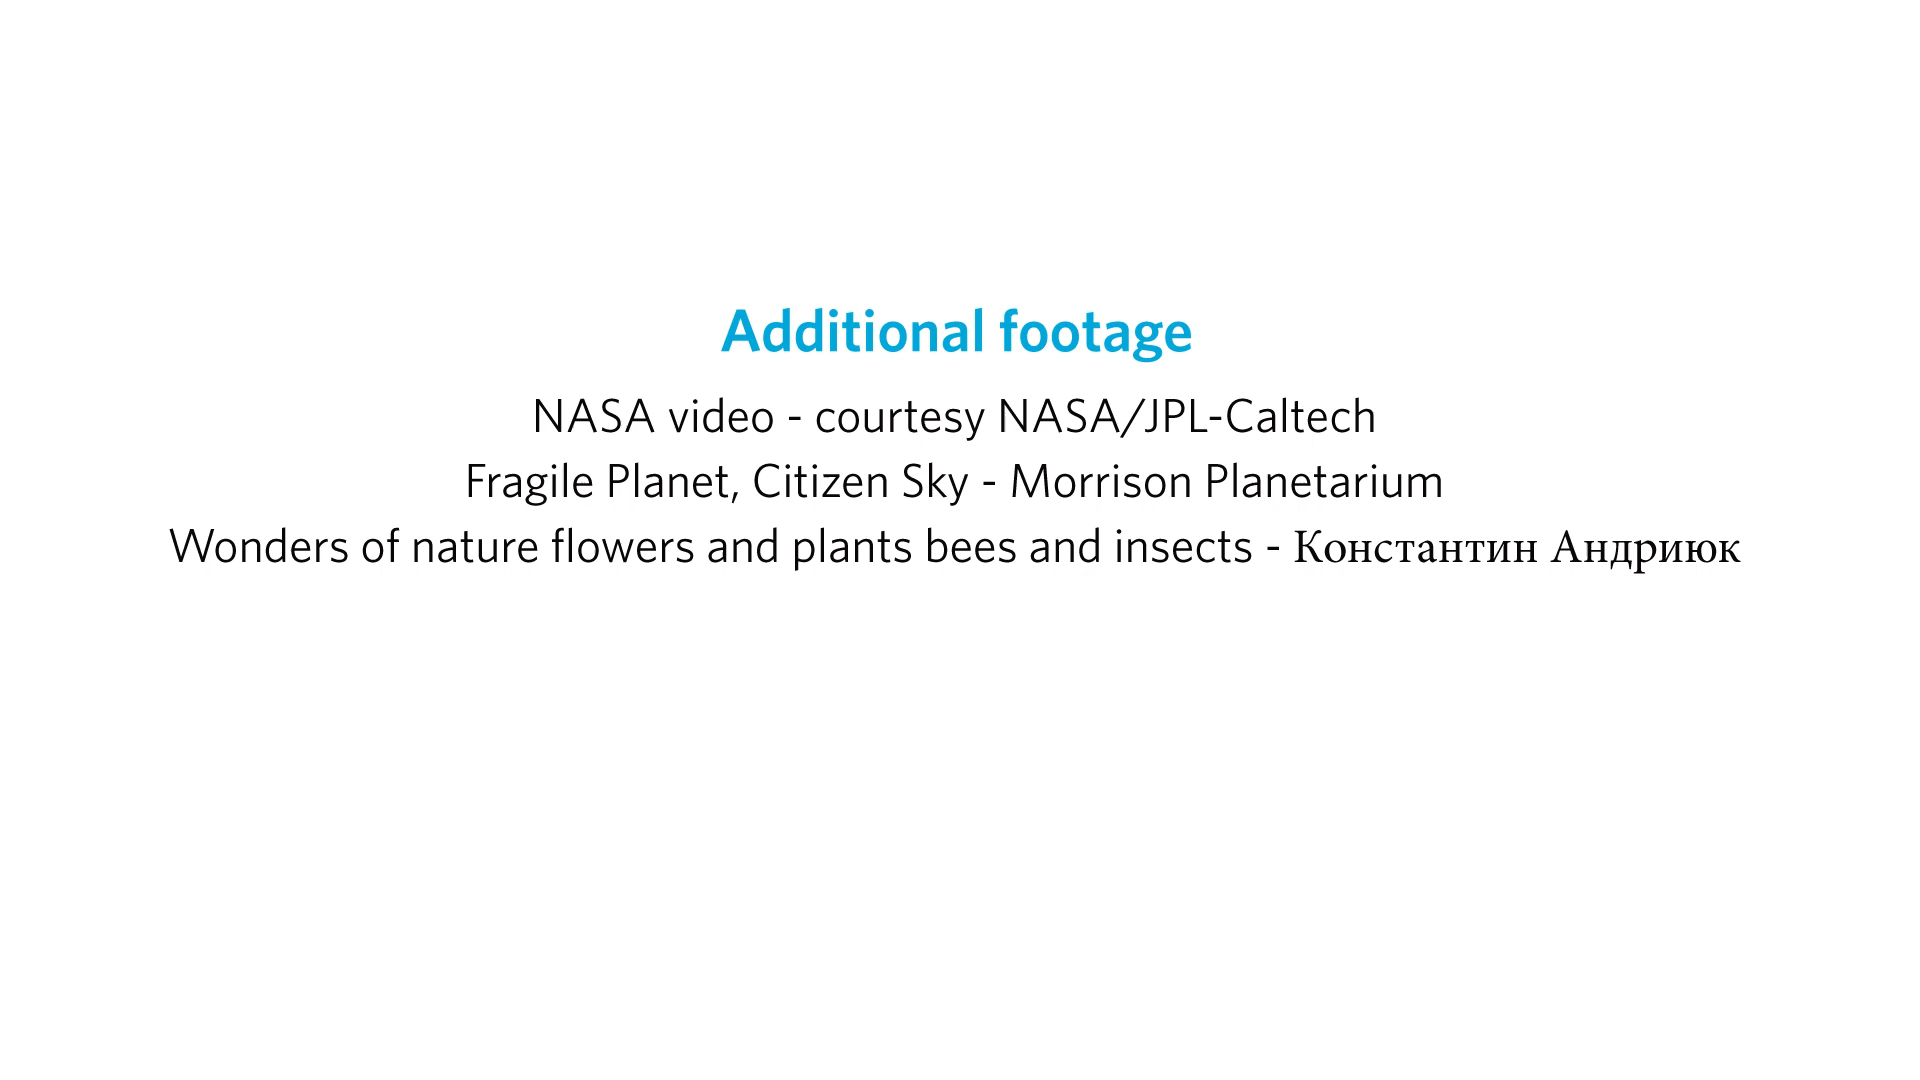 Additional footage
NASA video - courtesy NASA/JPL-Caltech
Fragile Planet, Citizen Sky - Morrison Planetarium
Wonders of nature flowers and plants bees and insects - Константин Андриюк